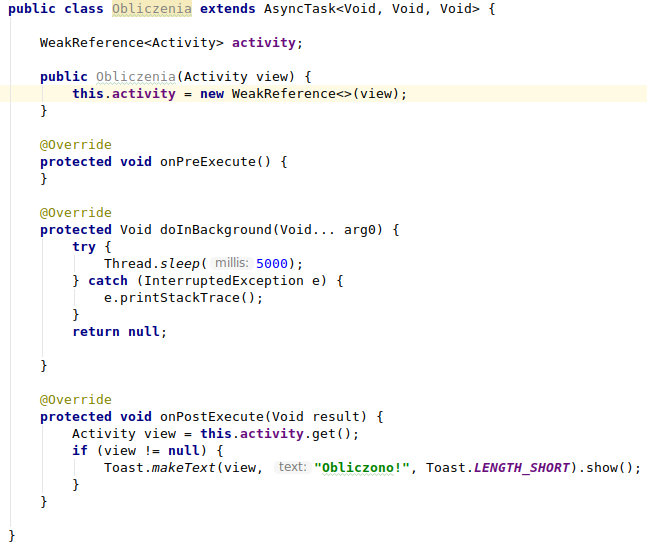 public class Obliczenia extends AsyncTask<Void, Void, Void> {
WeakReference<Activity> activity;
public Obliczenia(Activity view) {
this.activity = new WeakReference<>(view);
}
@Override
protected void onPreExecute() {
}
@Override
protected Void doInBackground(Void... arg0) {
try {
Thread.sleep( millis: 5000);
} catch (InterruptedException e) {
e.printStackTrace();
}
return null;
}
@Override
protected void onPostExecute(Void result) {
Activity view = this.activity.get();
if (view != null) {
Toast.makeText(view, text: "Obliczono!", Toast.LENGTH_SHORT).show();
}
}
}